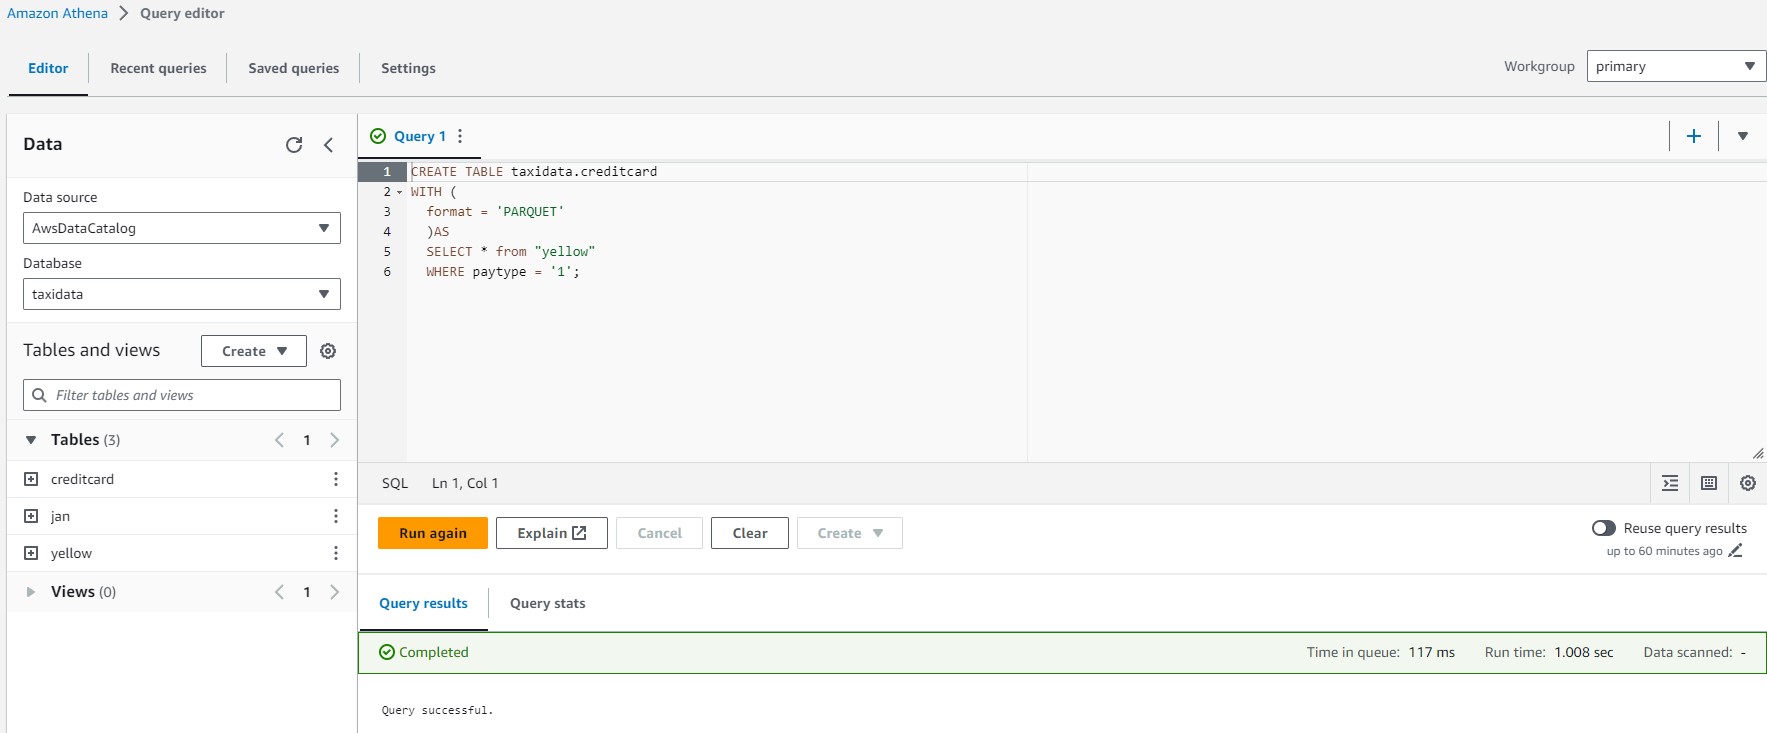 Amazon Athena > Query editor
Editor Recent queries Saved queries Settings
Workgroup primary
Data
Data source
AwsDataCatalog
Database
taxidata
Tables and views Create
Filter tables and views
Tables (3) < 1 >
creditcard
jan
yellow
Views (0) < 1 >
Query 1
1 CREATE TABLE taxidata.creditcard
2 WITH (
3 format = 'PARQUET'
4 )AS
5 SELECT * from "yellow"
6 WHERE paytype = '1';
SQL Ln 1, Col 1
Run again Explain Cancel Clear Create
Reuse query results
up to 60 minutes ago
Query results Query stats
Completed Time in queue: 117 ms Run time: 1.008 sec Data scanned: -
Query successful.